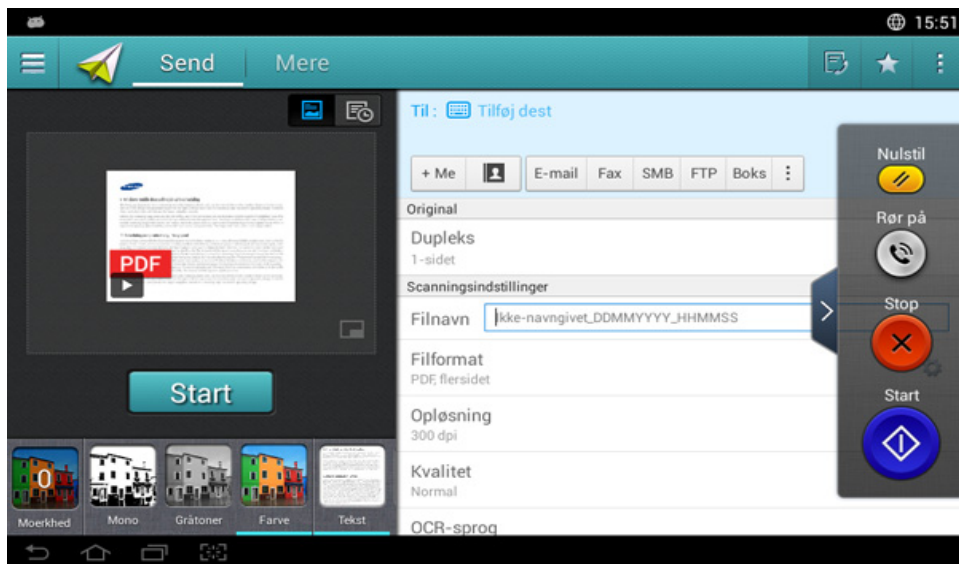 15:51
Send
Mere
Til : Tilføj dest
+ Me
E-mail
Fax
SMB
FTP
Boks
Original
Dupleks
1-sidet
Scanningsindstillinger
Filnavn
Ikke-navngivet_DDMMYYYY_HHMMSS
Filformat
PDF, flersidet
Opløsning
300 dpi
Kvalitet
Normal
OCR-sprog
PDF
Start
0
Moerkhed
Mono
Gråtoner
Farve
Tekst
Nulstil
Rør på
Stop
Start